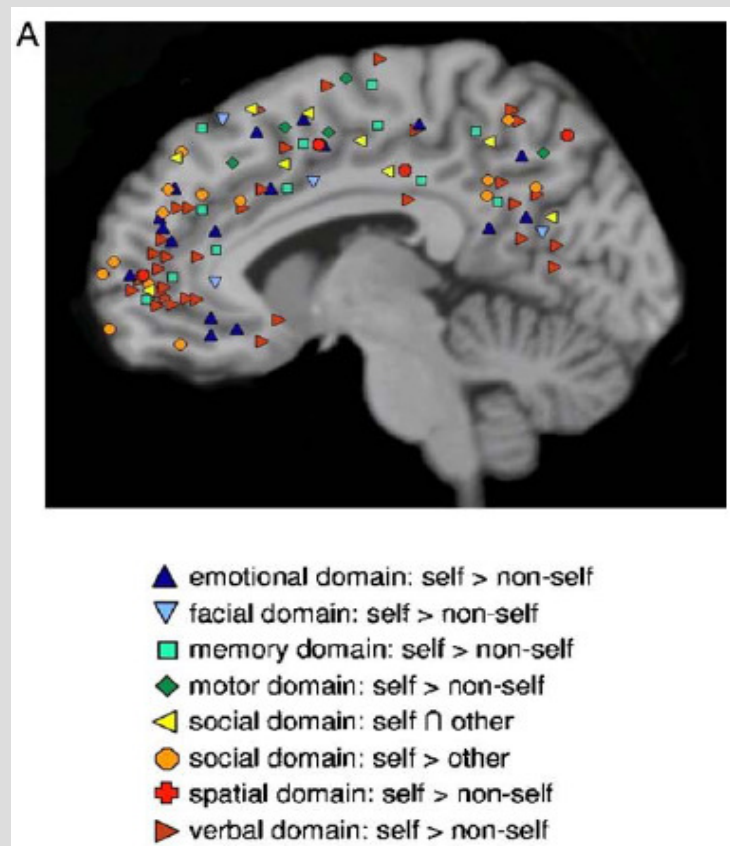 A
emotional domain: self > non-self
facial domain: self > non-self
memory domain: self > non-self
motor domain: self > non-self
social domain: self ∩ other
social domain: self > other
spatial domain: self > non-self
verbal domain: self > non-self